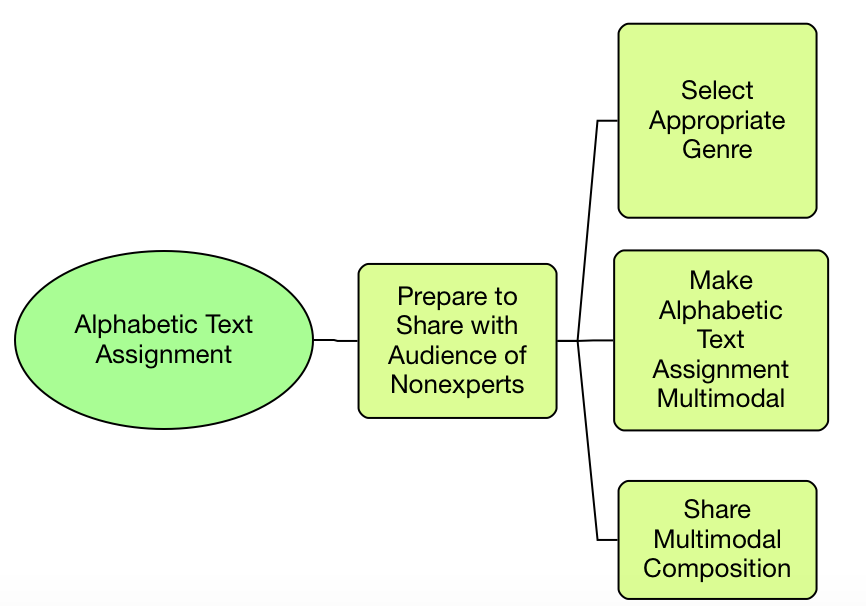 Alphabetic Text
Assignment
Prepare to
Share with
Audience of
Nonexperts
Select
Appropriate
Genre
Make
Alphabetic
Text
Assignment
Multimodal
Share
Multimodal
Composition